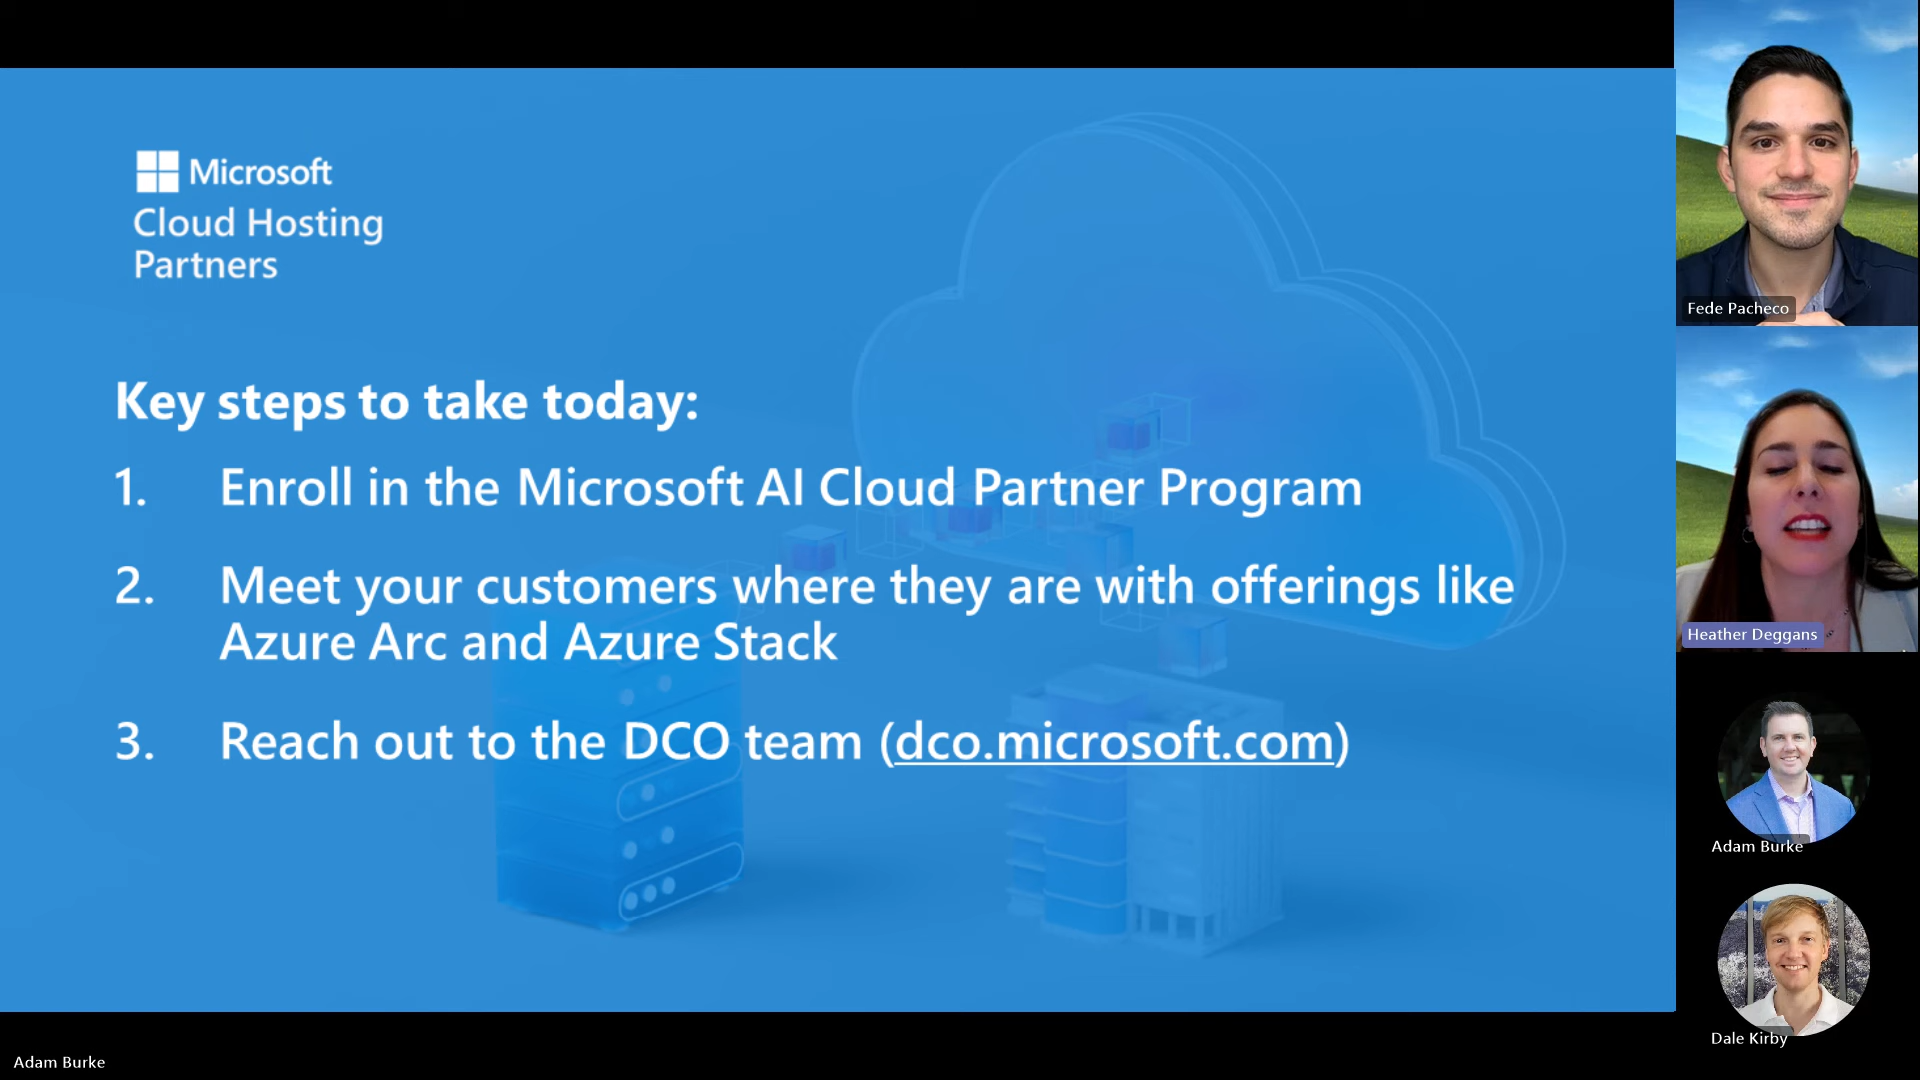 Microsoft
Cloud Hosting
Partners
Key steps to take today:
1. Enroll in the Microsoft AI Cloud Partner Program
2. Meet your customers where they are with offerings like
Azure Arc and Azure Stack
3. Reach out to the DCO team (dco.microsoft.com)
Fede Pacheco
Heather Deggans
Adam Burke
Dale Kirby
Adam Burke